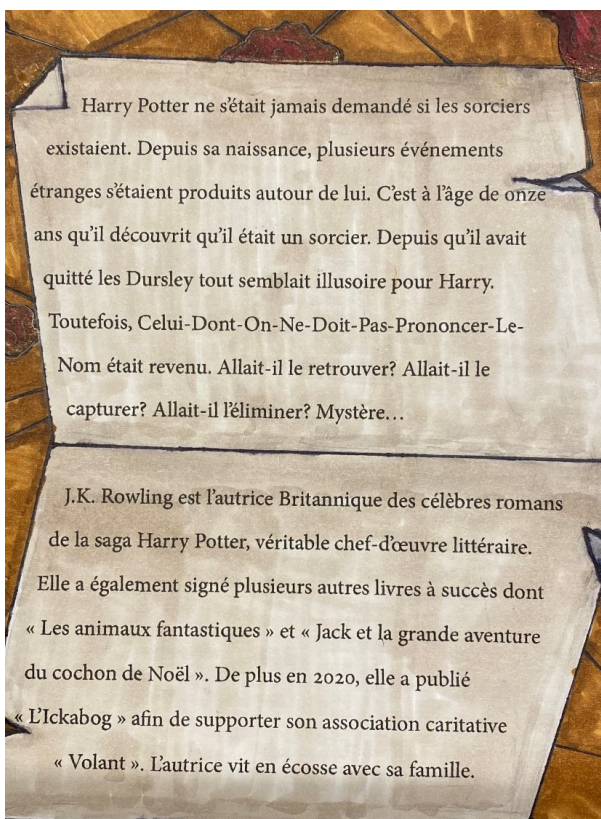 Harry Potter ne s'était jamais demandé si les sorciers
existaient. Depuis sa naissance, plusieurs événements
étranges s'étaient produits autour de lui. C'est à l'âge de onze
ans qu'il découvrit qu'il était un sorcier. Depuis qu'il avait
quitté les Dursley tout semblait illusoire pour Harry.
Toutefois, Celui-Dont-On-Ne-Doit-Pas-Prononcer-Le-
Nom était revenu. Allait-il le retrouver? Allait-il le
capturer? Allait-il l'éliminer? Mystère…
J.K. Rowling est l'autrice Britannique des célèbres romans
de la saga Harry Potter, véritable chef-d'œuvre littéraire.
Elle a également signé plusieurs autres livres à succès dont
« Les animaux fantastiques » et « Jack et la grande aventure
du cochon de Noël ». De plus en 2020, elle a publié
« L'Ickabog » afin de supporter son association caritative
« Volant ». L'autrice vit en écosse avec sa famille.